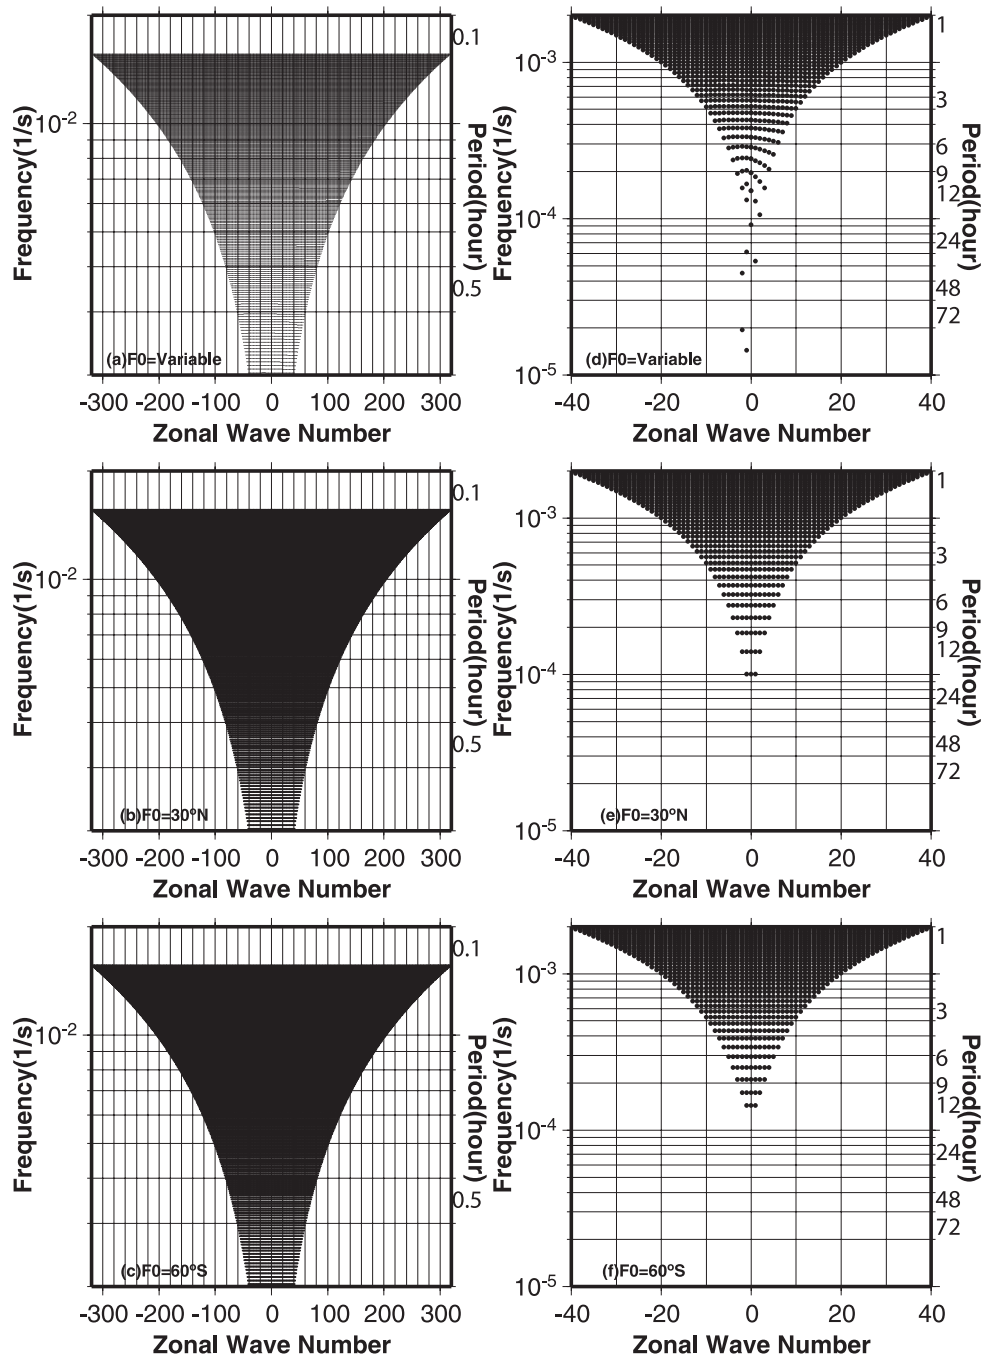 0.1
10-2
Frequency(1/s)
Period(hour)
0.5
(a)F0=Variable
-300 -200 -100 0 100 200 300
Zonal Wave Number
1
10-3
3
6
9
12
10-4
24
48
72
Frequency(1/s)
Period(hour)
(d)F0=Variable
10-5
-40 -20 0 20 40
Zonal Wave Number
0.1
10-2
Frequency(1/s)
Period(hour)
0.5
(b)F0=30ºN
-300 -200 -100 0 100 200 300
Zonal Wave Number
1
10-3
3
6
9
12
10-4
24
48
72
Frequency(1/s)
Period(hour)
(e)F0=30ºN
10-5
-40 -20 0 20 40
Zonal Wave Number
0.1
10-2
Frequency(1/s)
Period(hour)
0.5
(c)F0=60ºS
-300 -200 -100 0 100 200 300
Zonal Wave Number
1
10-3
3
6
9
12
10-4
24
48
72
Frequency(1/s)
Period(hour)
(f)F0=60ºS
10-5
-40 -20 0 20 40
Zonal Wave Number